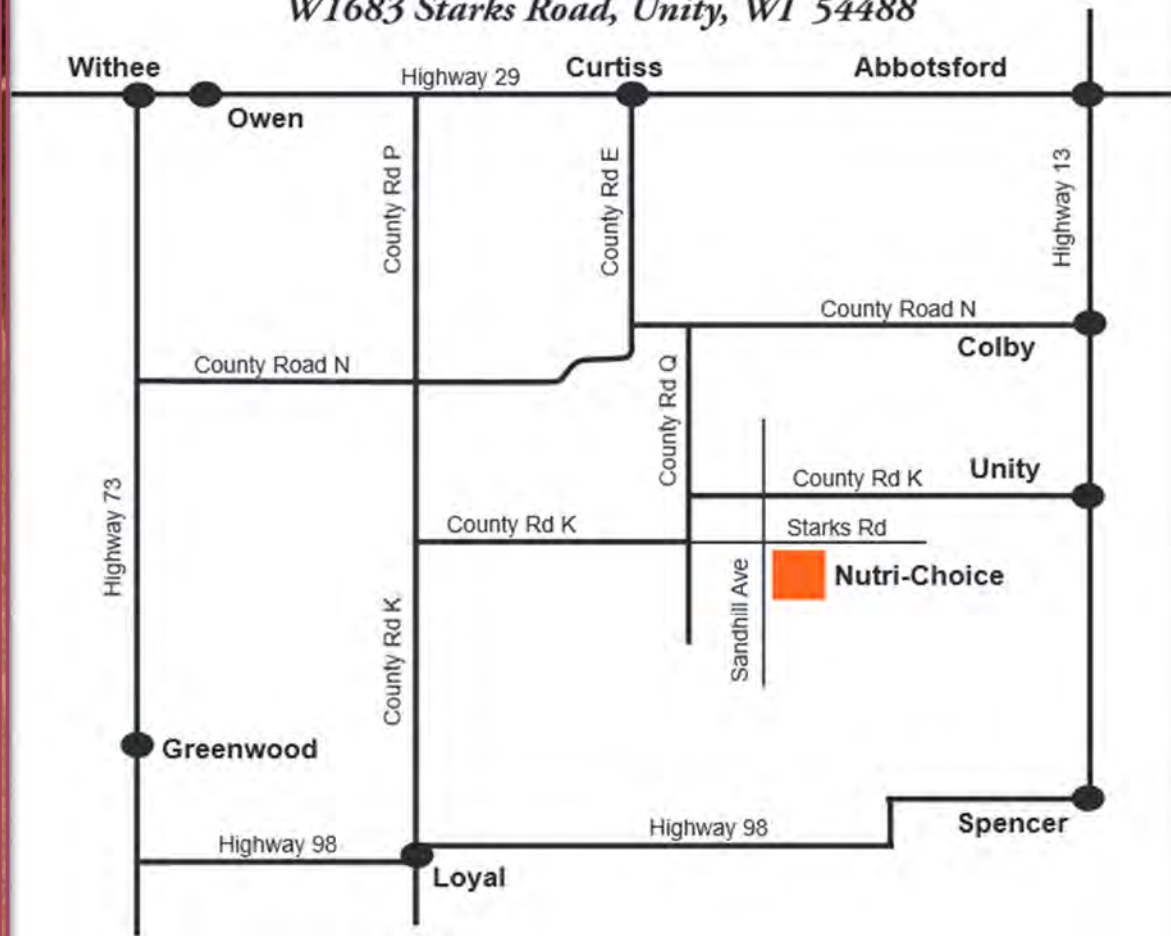 W1683 Starks Road, Unity, WI 54488
Withee
Highway 29
Curtiss
Abbotsford
Owen
County Rd P
County Rd E
Highway 13
County Road N
Colby
County Road N
County Rd Q
Unity
County Rd K
Highway 73
County Rd K
Starks Rd
Nutri-Choice
Sandhill Ave
County Rd K
Greenwood
Highway 98
Highway 98
Spencer
Loyal